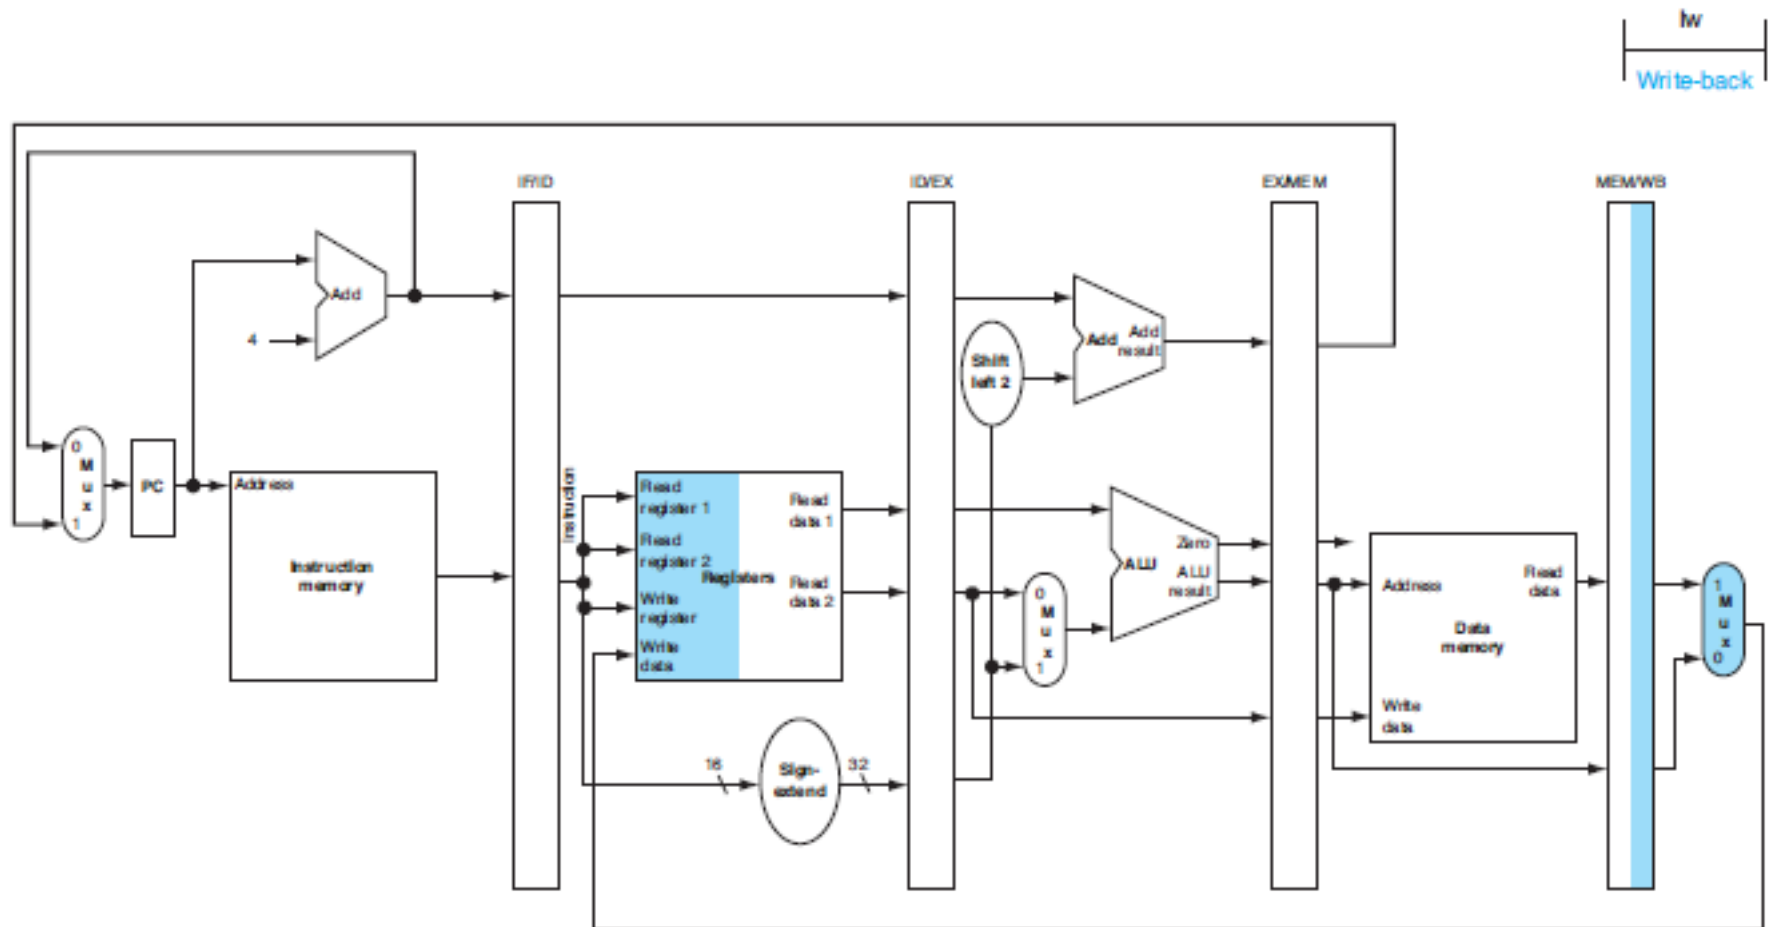 lw
Write-back
IF/ID
ID/EX
EX/MEM
MEM/WB
Add
4
Shift
left 2
Add
Add
result
0
M
u
x
1
PC
Address
Instruction
memory
Instruction
Read
register 1
Read
register 2
Registers
Write
register
Write
data
Read
data 1
Read
data 2
0
M
u
x
1
Zero
ALU
ALU
result
Address
Read
data
Data
memory
Write
data
1
M
u
x
0
16
Sign-
extend
32